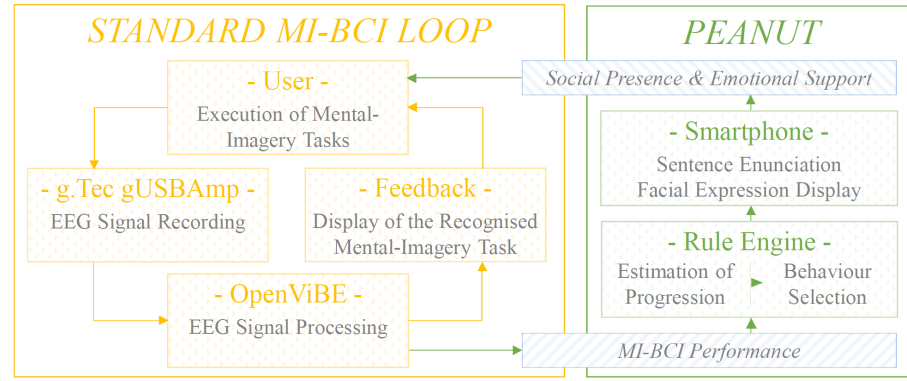 STANDARD MI-BCI LOOP
- User -
Execution of Mental-
Imagery Tasks
- g.Tec gUSBAmp -
EEG Signal Recording
- Feedback -
Display of the Recognised
Mental-Imagery Task
- OpenViBE -
EEG Signal Processing
PEANUT
Social Presence & Emotional Support
- Smartphone -
Sentence Enunciation
Facial Expression Display
- Rule Engine -
Estimation of
Progression
Behaviour
Selection
MI-BCI Performance